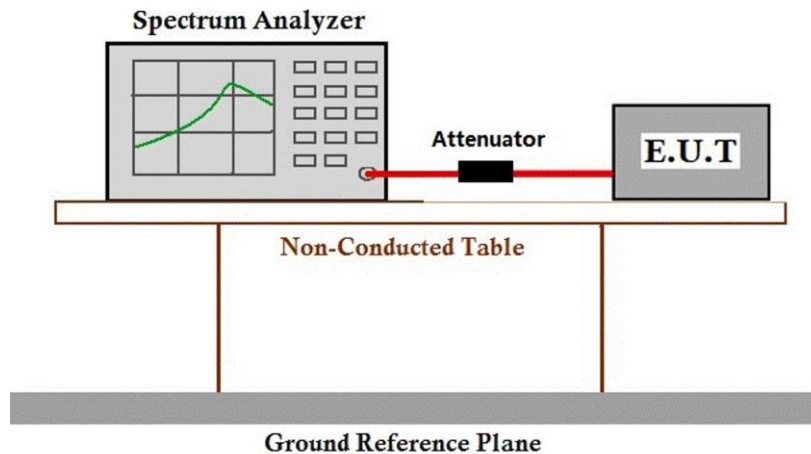 Spectrum Analyzer
Attenuator
E.U.T
Non-Conducted Table
Ground Reference Plane